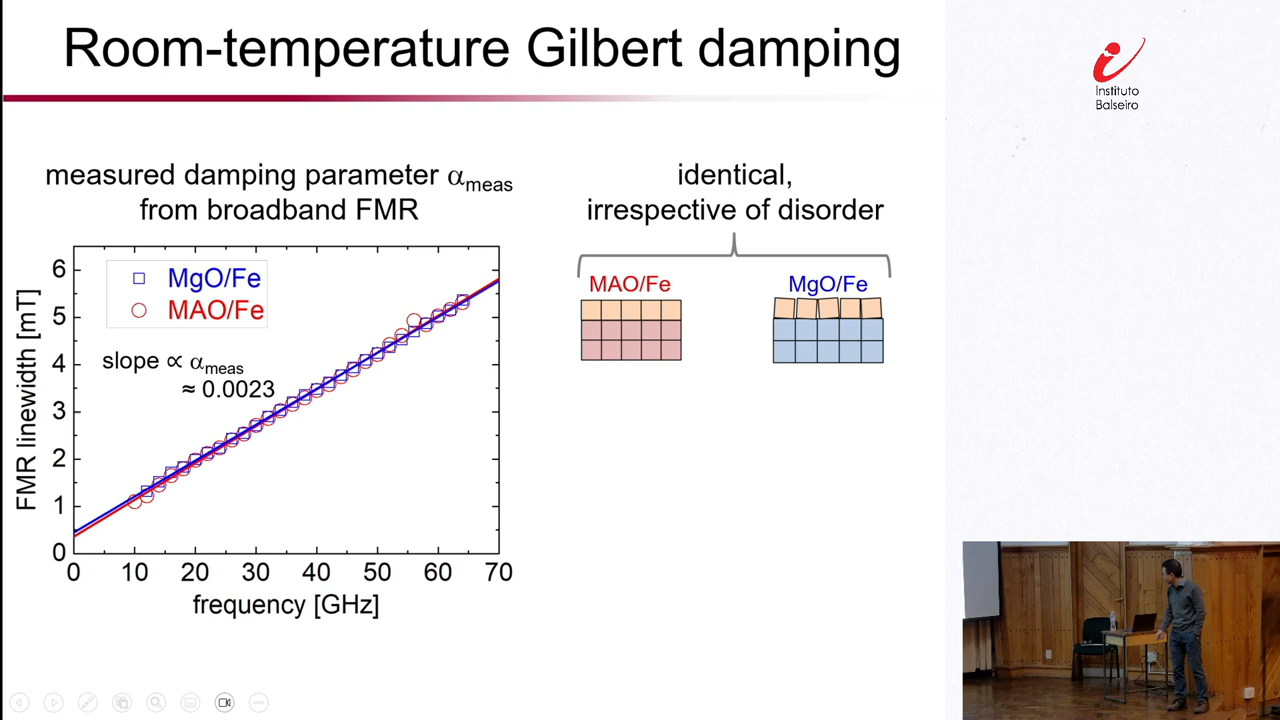 Room-temperature Gilbert damping
Instituto
Balseiro
measured damping parameter αmeas
from broadband FMR
identical,
irrespective of disorder
MAO/Fe
MgO/Fe
MgO/Fe
MAO/Fe
slope ∝ αmeas
≈ 0.0023
FMR linewidth [mT]
6
5
4
3
2
1
0
0 10 20 30 40 50 60 70
frequency [GHz]